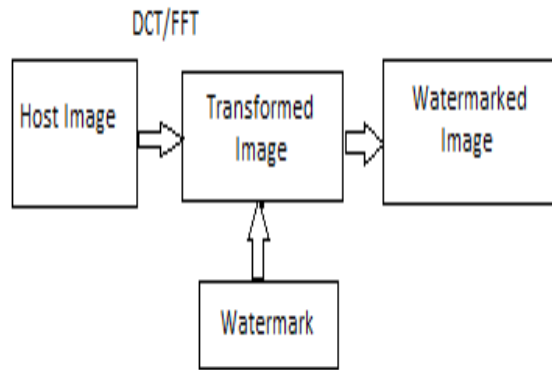 DCT/FFT
Host Image
Transformed
Image
Watermarked
Image
Watermark